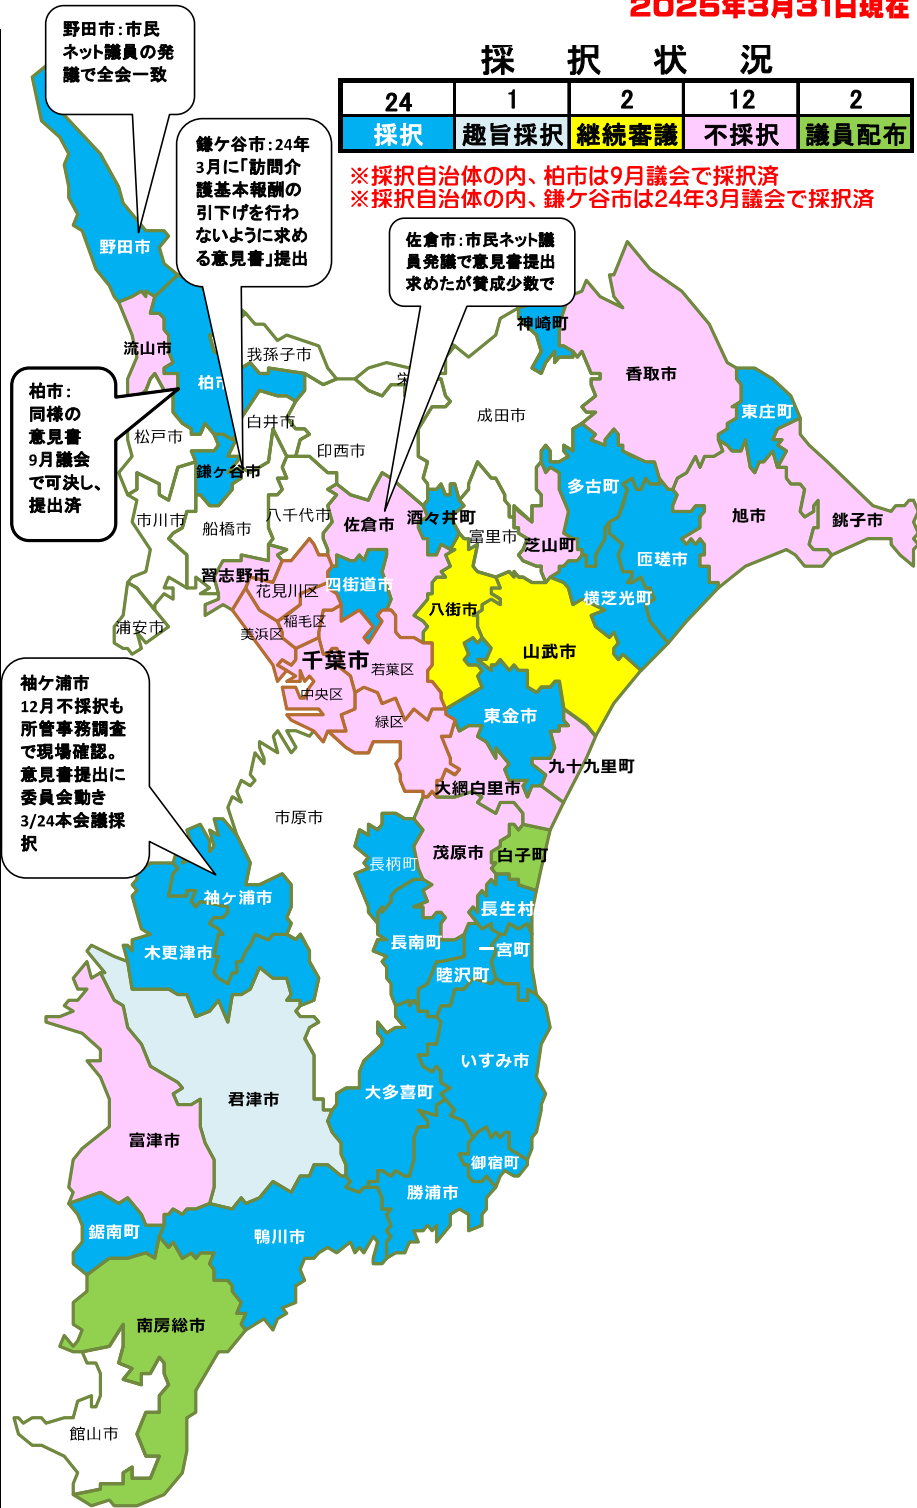 2025年3月31日現在
野田市:市民
ネット議員の発
議で全会一致
採択状況
24 1 2 12 2
採択 趣旨採択 継続審議 不採択 議員配布
※採択自治体の内、柏市は9月議会で採択済
※採択自治体の内、鎌ケ谷市は24年3月議会で採択済
鎌ケ谷市:24年
3月に「訪問介
護基本報酬の
引下げを行わ
ないように求め
る意見書」提出
佐倉市:市民ネット議
員発議で意見書提出
求めたが賛成少数で
野田市
神崎町
流山市
我孫子市
香取市
柏市
栄
柏市:
同様の
意見書
9月議会
で可決し、
提出済
東庄町
成田市
白井市
松戸市
印西市
鎌ヶ谷市
多古町
八千代市
酒々井町
旭市
銚子市
市川市
船橋市
佐倉市
富里市
芝山町
匝瑳市
習志野市
花見川区
四街道市
横芝光町
八街市
稲毛区
浦安市
美浜区
山武市
千葉市
若葉区
中央区
緑区
東金市
袖ケ浦市
12月不採択も
所管事務調査
で現場確認。
意見書提出に
委員会動き
3/24本会議採
択
九十九里町
大網白里市
市原市
茂原市
白子町
長柄町
袖ヶ浦市
長生村
長南町
一宮町
木更津市
睦沢町
いすみ市
大多喜町
君津市
富津市
御宿町
勝浦市
鋸南町
鴨川市
南房総市
館山市